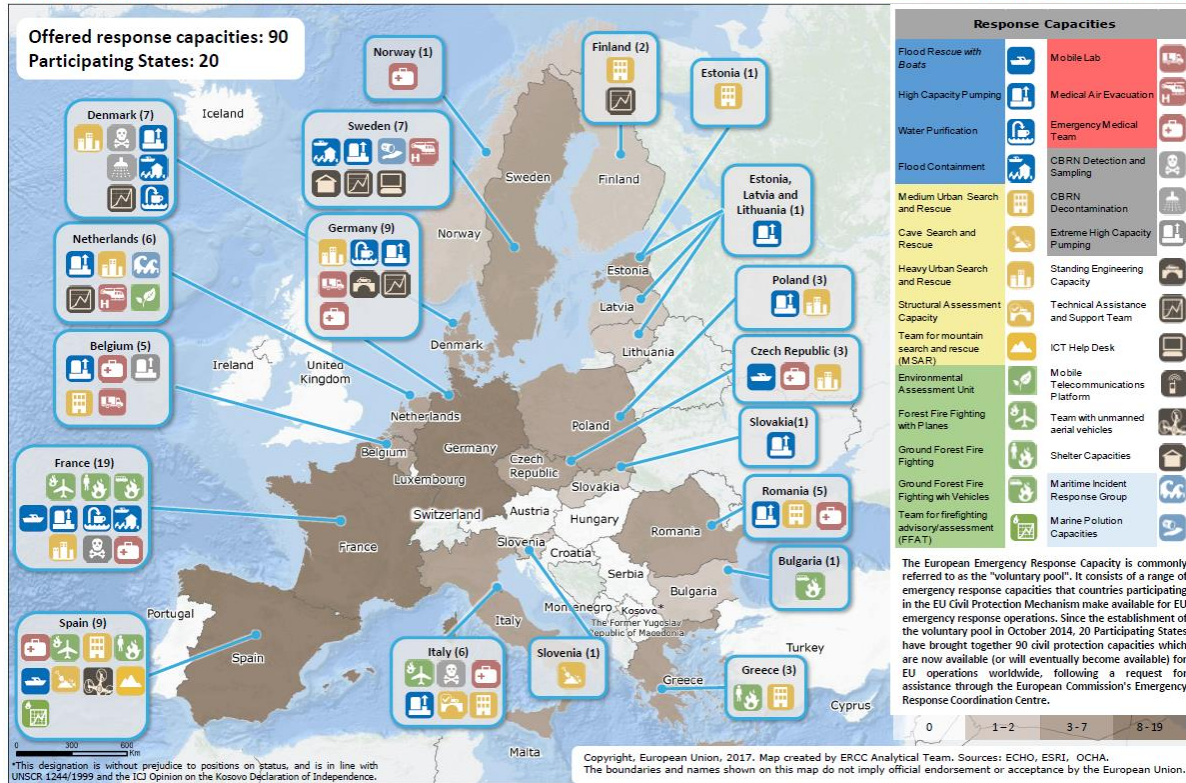 Offered response capacities: 90
Participating States: 20
Norway (1)
Finland (2)
Estonia (1)
Denmark (7)
Sweden (7)
Estonia,
Latvia and
Lithuania (1)
Netherlands (6)
Germany (9)
Poland (3)
Belgium (5)
Czech Republic (3)
Slovakia(1)
France (19)
Romania (5)
Bulgaria (1)
Spain (9)
Italy (6)
Slovenia (1)
Greece (3)
Iceland
Sweden
Finland
Norway
Estonia
Latvia
Lithuania
Denmark
Ireland
United
Kingdom
Netherlands
Poland
Belgium
Germany
Luxembourg
Czech
Republic
Slovakia
Switzerland
Austria
Hungary
Romania
France
Slovenia
Croatia
Serbia
Bulgaria
Montenegro
Kosovo *
The Former Yugoslav
Republic of Macedonia
Italy
Portugal
Spain
Turkey
Greece
Cyprus
Malta
Response Capacities
Flood Rescue with
Boats
High Capacity Pumping
Water Purification
Flood Containment
Medium Urban Search
and Rescue
Cave Search and
Rescue
Heavy Urban Search
and Rescue
Structural Assessment
Capacity
Team for mountain
search and rescue
(MSAR)
Environmental
Assessment Unit
Forest Fire Fighting
with Planes
Ground Forest Fire
Fighting
Ground Forest Fire
Fighting wih Vehicles
Team for firefighting
advisory/assessment
(FFAT)
Mobile Lab
Medical Air Evacuation
Emergency Medical
Team
CBRN Detection and
Sampling
CBRN
Decontamination
Extreme High Capacity
Pumping
Standing Engineering
Capacity
Technical Assistance
and Support Team
ICT Help Desk
Mobile
Telecommunications
Platform
Team with unmanned
aerial vehicles
Shelter Capacities
Maritime Incident
Response Group
Marine Polution
Capacities
The European Emergency Response Capacity is commonly
referred to as the "voluntary pool". It consists of a range of
emergency response capacities that countries participating
in the EU Civil Protection Mechanism make available for EU
emergency response operations. Since the establishment of
the voluntary pool in October 2014, 20 Participating States
have brought together 90 civil protection capacities which
are now available (or will eventually become available) for
EU operations worldwide, following a request for
assistance through the European Commission's Emergency
Response Coordination Centre.
0
1 - 2
3 - 7
8 - 19
0 300 600
Km
*This designation is without prejudice to positions on status, and is in line with
UNSCR 1244/1999 and the ICJ Opinion on the Kosovo Declaration of Independence.
Copyright, European Union, 2017. Map created by ERCC Analytical Team. Sources: ECHO, ESRI, OCHA.
The boundaries and names shown on this map do not imply official endorsement or acceptance by the European Union.